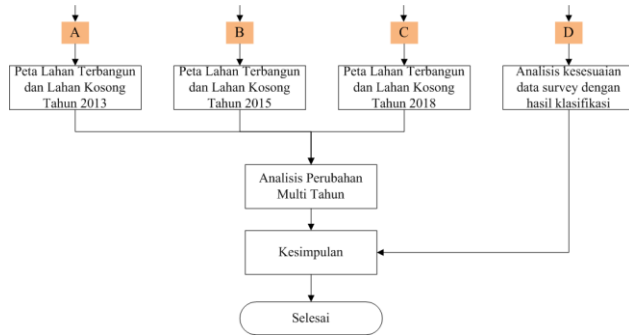 A
B
C
D
Peta Lahan Terbangun
dan Lahan Kosong
Tahun 2013
Peta Lahan Terbangun
dan Lahan Kosong
Tahun 2015
Peta Lahan Terbangun
dan Lahan Kosong
Tahun 2018
Analisis kesesuaian
data survey dengan
hasil klasifikasi
Analisis Perubahan
Multi Tahun
Kesimpulan
Selesai